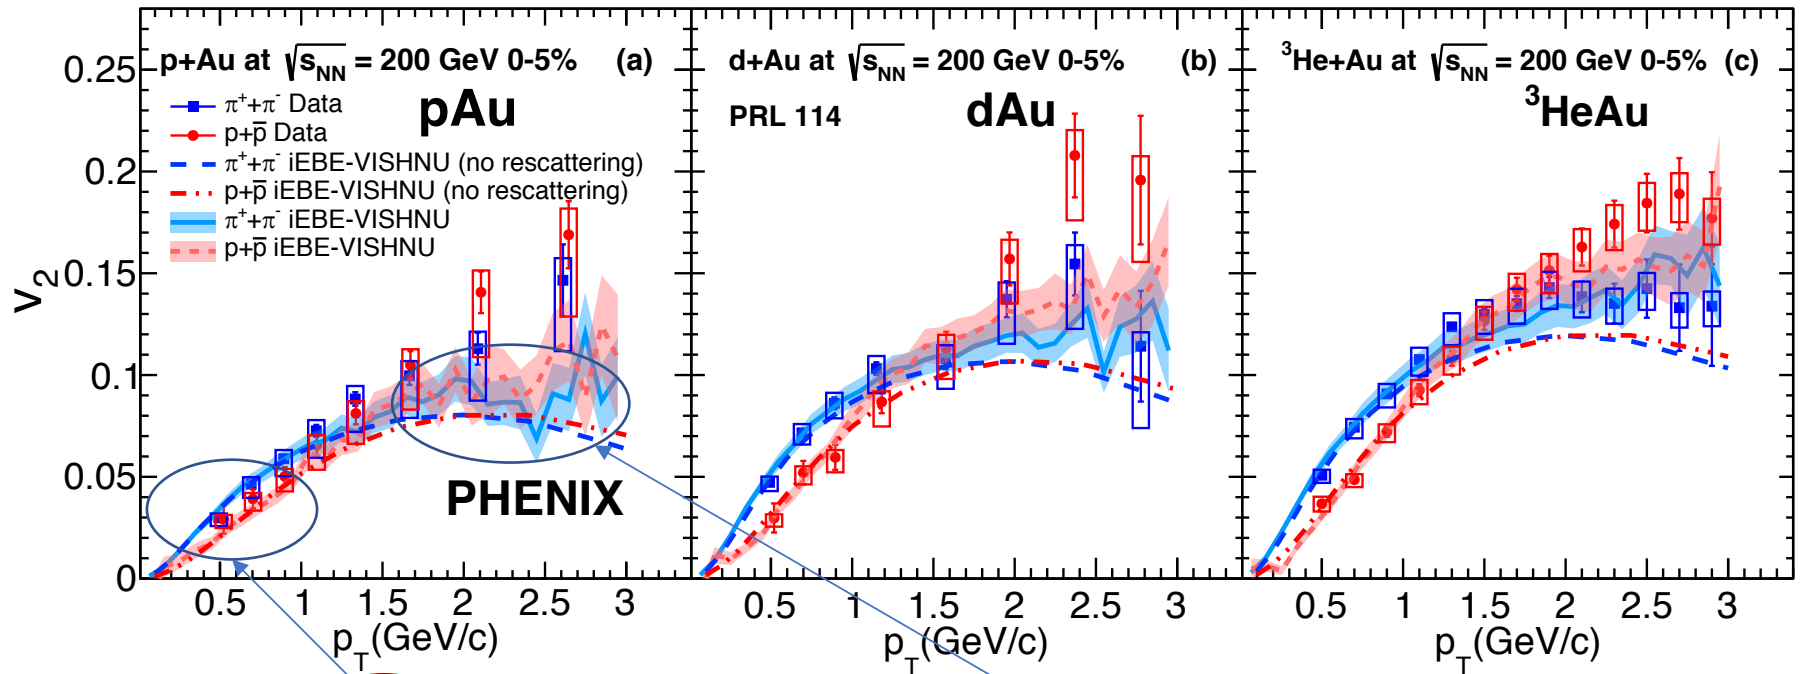 p+Au at √sNN = 200 GeV 0-5% (a)
pAu
π++π- Data
p+p̅ Data
π++π- iEBE-VISHNU (no rescattering)
p+p̅ iEBE-VISHNU (no rescattering)
π++π- iEBE-VISHNU
p+p̅ iEBE-VISHNU
PHENIX
v2
0.25
0.2
0.15
0.1
0.05
0
0.5 1 1.5 2 2.5 3
pT(GeV/c)
d+Au at √sNN = 200 GeV 0-5% (b)
PRL 114 dAu
0.5 1 1.5 2 2.5 3
pT(GeV/c)
3He+Au at √sNN = 200 GeV 0-5% (c)
3HeAu
0.5 1 1.5 2 2.5 3
pT(GeV/c)